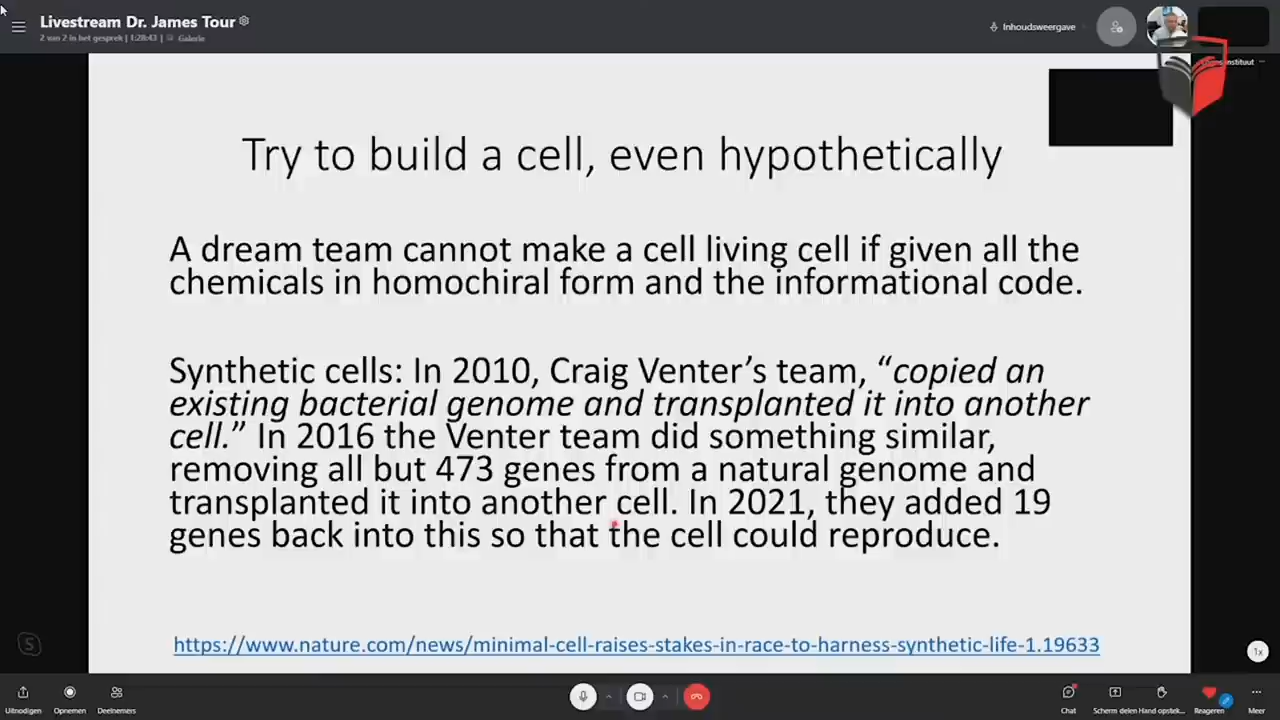 Livestream Dr. James Tour
2 van 2 in het gesprek | 1:28:43 | Galerie
Inhoudsweergave
instituut
Try to build a cell, even hypothetically
A dream team cannot make a cell living cell if given all the
chemicals in homochiral form and the informational code.
Synthetic cells: In 2010, Craig Venter’s team, “copied an
existing bacterial genome and transplanted it into another
cell.” In 2016 the Venter team did something similar,
removing all but 473 genes from a natural genome and
transplanted it into another cell. In 2021, they added 19
genes back into this so that the cell could reproduce.
https://www.nature.com/news/minimal-cell-raises-stakes-in-race-to-harness-synthetic-life-1.19633
1x
Uitnodigen
Opnemen
Deelnemers
Chat
Scherm delen
Hand opstek...
Reageren
Meer